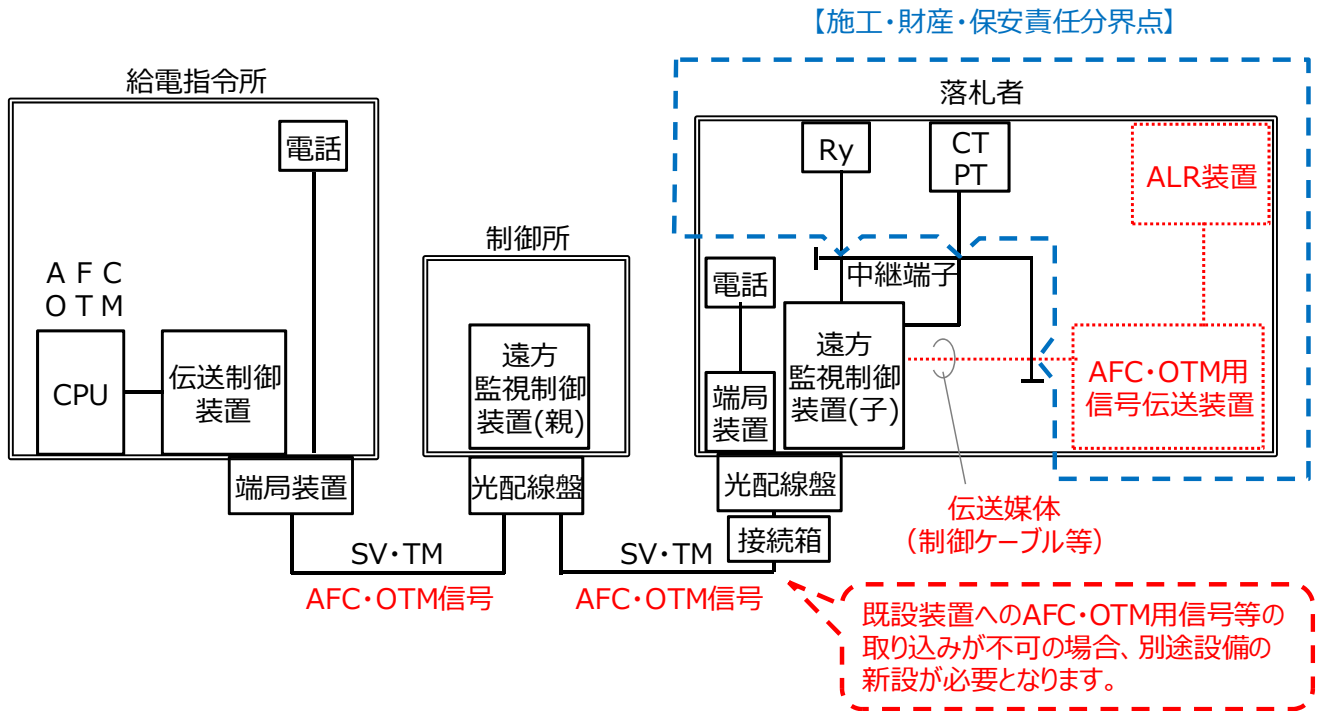 【施工・財産・保安責任分界点】
給電指令所
電話
AFC
OTM
CPU
伝送制御
装置
端局装置
制御所
遠方
監視制御
装置(親)
光配線盤
落札者
Ry
CT
PT
ALR装置
中継端子
電話
遠方
監視制御
装置(子)
端局
装置
AFC・OTM用
信号伝送装置
光配線盤
接続箱
伝送媒体
（制御ケーブル等）
SV・TM
AFC・OTM信号
SV・TM
AFC・OTM信号
既設装置へのAFC・OTM用信号等の
取り込みが不可の場合、別途設備の
新設が必要となります。